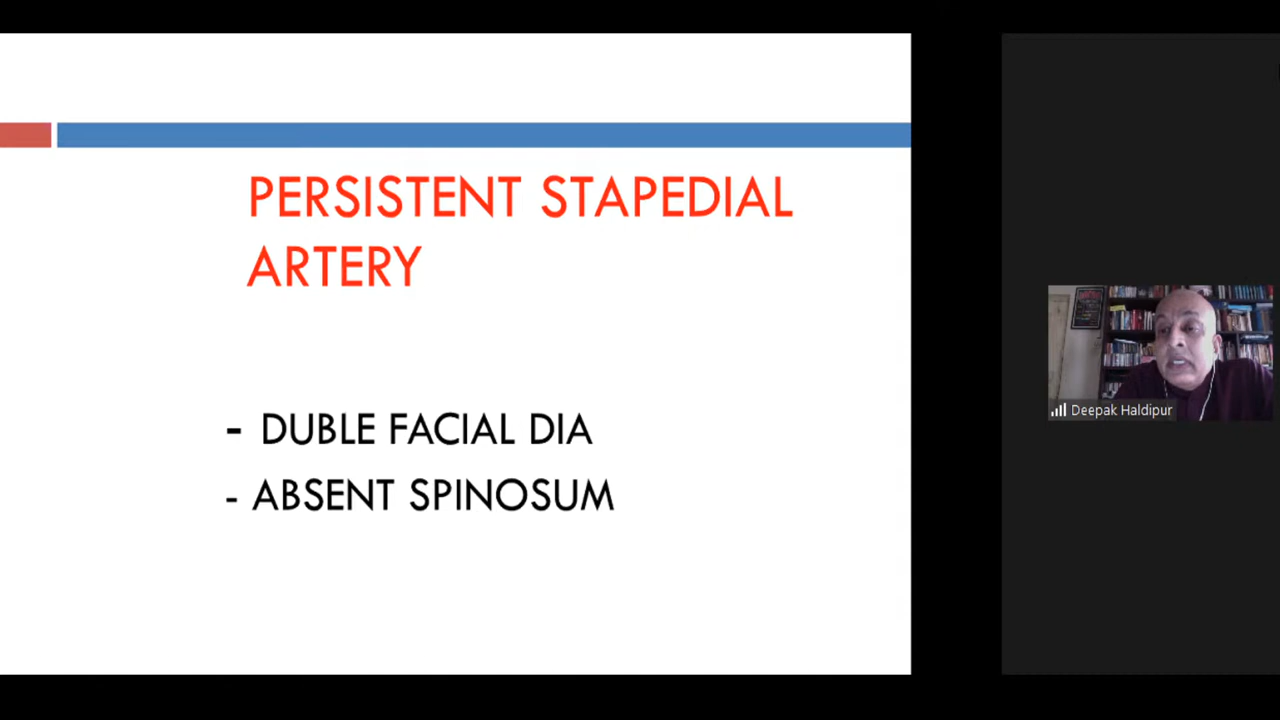 PERSISTENT STAPEDIAL
ARTERY
- DUBLE FACIAL DIA
- ABSENT SPINOSUM
Deepak Haldipur